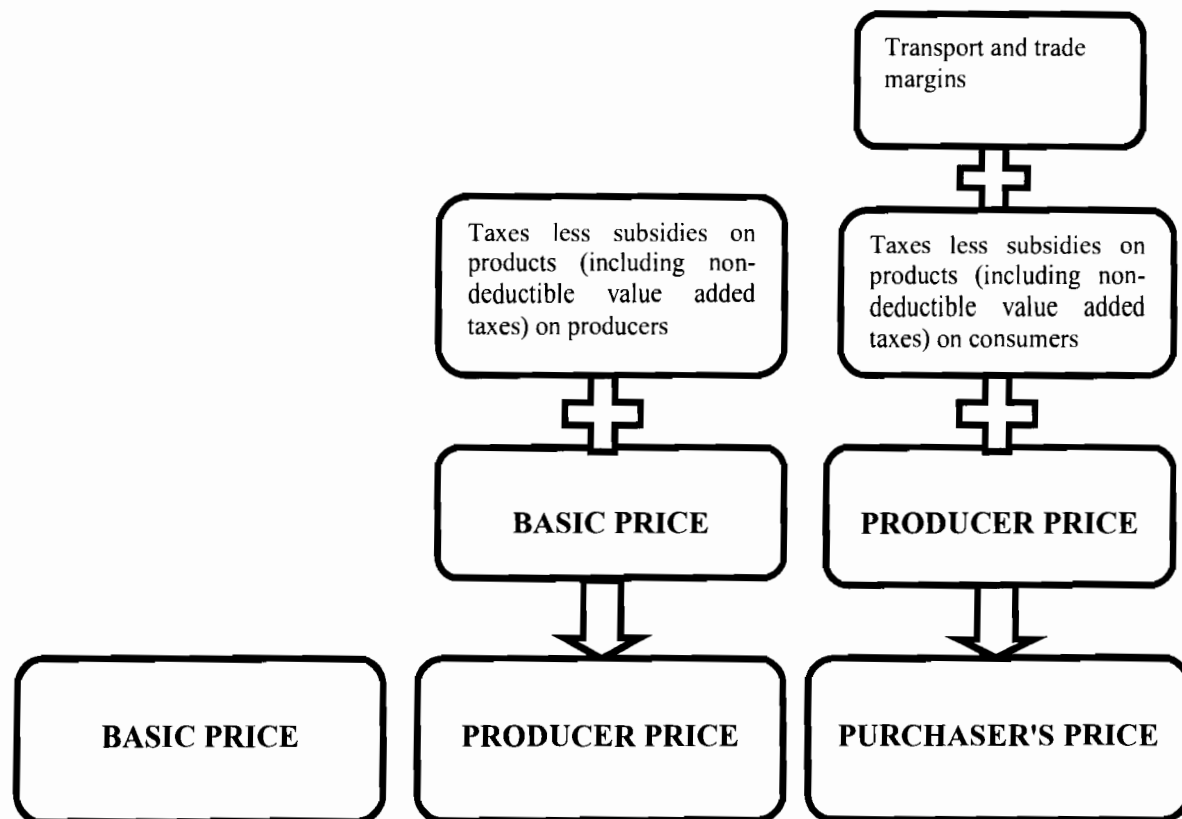 Transport and trade
margins
Taxes less subsidies on
products (including non-
deductible value added
taxes) on producers
Taxes less subsidies on
products (including non-
deductible value added
taxes) on consumers
BASIC PRICE
PRODUCER PRICE
BASIC PRICE
PRODUCER PRICE
PURCHASER'S PRICE